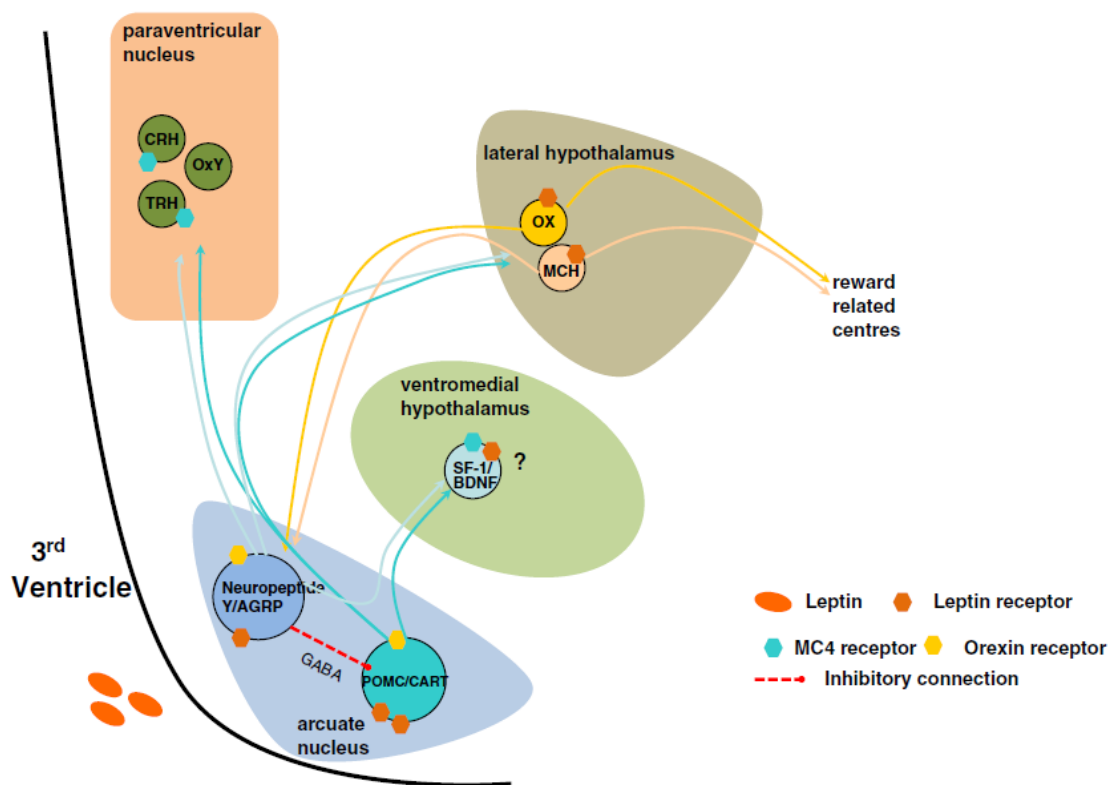 paraventricular
nucleus
CRH
OxY
TRH
lateral hypothalamus
OX
MCH
reward
related
centres
ventromedial
hypothalamus
SF-1/
BDNF
?
3rd
Ventricle
Neuropeptide
Y/AGRP
GABA
POMC/CART
arcuate
nucleus
Leptin
Leptin receptor
MC4 receptor
Orexin receptor
Inhibitory connection